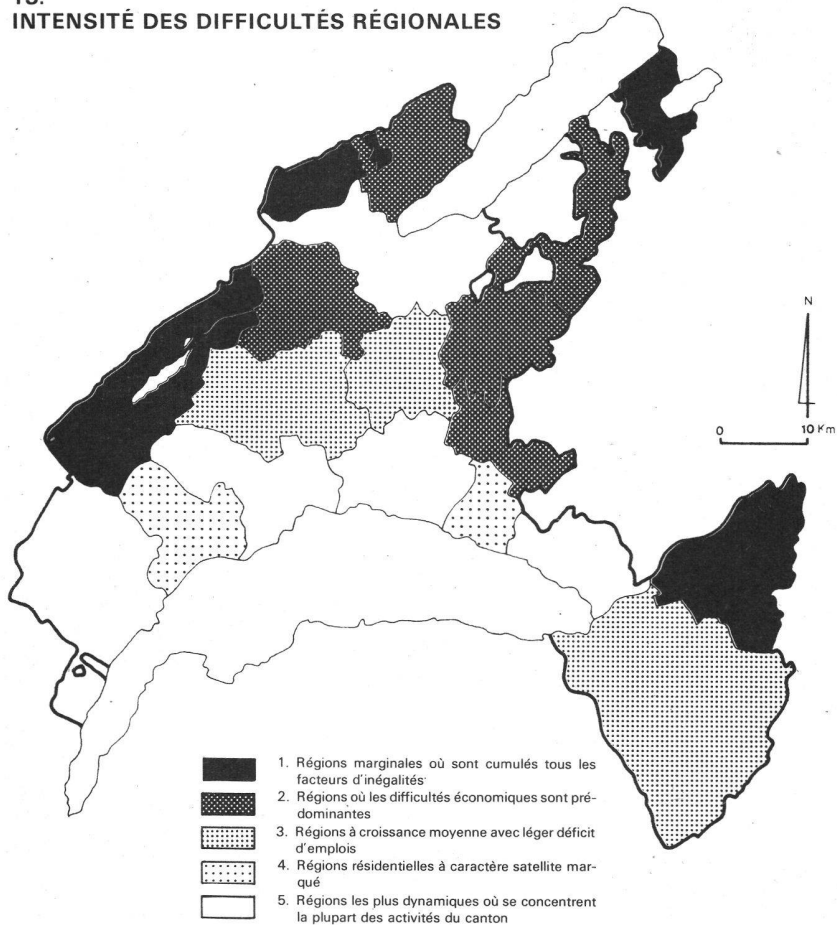 INTENSITÉ DES DIFFICULTÉS RÉGIONALES
N
0 10 Km
1. Régions marginales où sont cumulés tous les
facteurs d'inégalités
2. Régions où les difficultés économiques sont pré-
dominantes
3. Régions à croissance moyenne avec léger déficit
d'emplois
4. Régions résidentielles à caractère satellite mar-
qué
5. Régions les plus dynamiques où se concentrent
la plupart des activités du canton